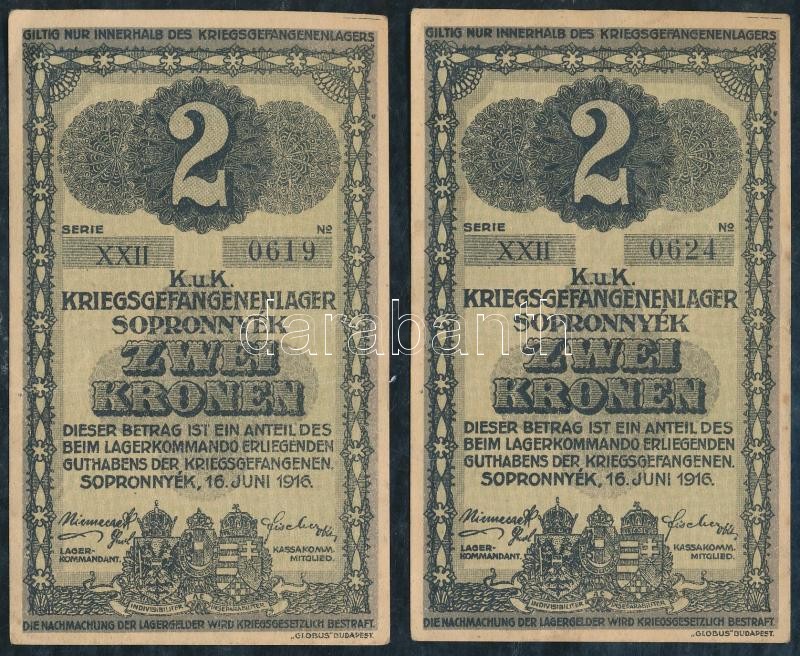 GILTIG NUR INNERHALB DES KRIEGSGEFANGENENLAGERS
2
SERIE № 
XXII 0619
K.u.K.
KRIEGSGEFANGENENLAGER
SOPRONNYÉK
ZWEI
KRONEN
DIESER BETRAG IST EIN ANTEIL DES
BEIM LAGERKOMMANDO ERLIEGENDEN
GUTHABENS DER KRIEGSGEFANGENEN.
SOPRONNYÉK, 16. JUNI 1916.
LAGER-
KOMMANDANT.
KASSAKOMM.
MITGLIED.
INDIVISIBILITER INSEPARABILITER
DIE NACHMACHUNG DER LAGERGELDER WIRD KRIEGSGESETZLICH BESTRAFT.
„GLOBUS" BUDAPEST.
GILTIG NUR INNERHALB DES KRIEGSGEFANGENENLAGERS
2
SERIE №
XXII 0624
K.u.K.
KRIEGSGEFANGENENLAGER
SOPRONNYÉK
ZWEI
KRONEN
DIESER BETRAG IST EIN ANTEIL DES
BEIM LAGERKOMMANDO ERLIEGENDEN
GUTHABENS DER KRIEGSGEFANGENEN.
SOPRONNYÉK, 16. JUNI 1916.
LAGER-
KOMMANDANT.
KASSAKOMM.
MITGLIED.
INDIVISIBILITER INSEPARABILITER
DIE NACHMACHUNG DER LAGERGELDER WIRD KRIEGSGESETZLICH BESTRAFT.
„GLOBUS" BUDAPEST.
darabanth